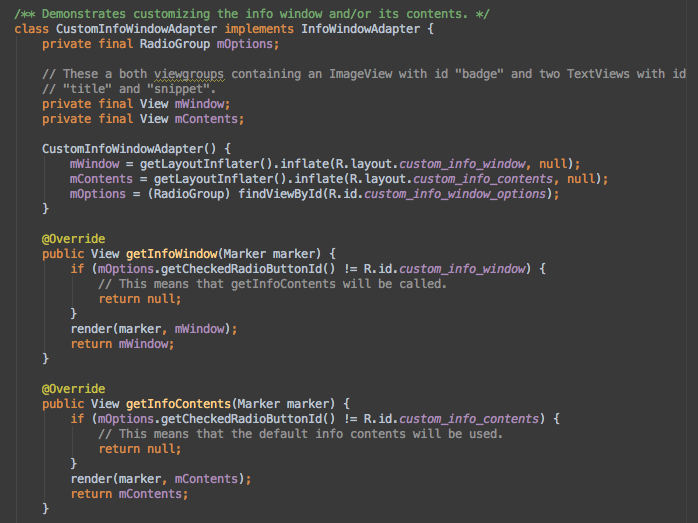 /** Demonstrates customizing the info window and/or its contents. */
class CustomInfoWindowAdapter implements InfoWindowAdapter {
    private final RadioGroup mOptions;

    // These a both viewgroups containing an ImageView with id "badge" and two TextViews with id
    // "title" and "snippet".
    private final View mWindow;
    private final View mContents;

    CustomInfoWindowAdapter() {
        mWindow = getLayoutInflater().inflate(R.layout.custom_info_window, null);
        mContents = getLayoutInflater().inflate(R.layout.custom_info_contents, null);
        mOptions = (RadioGroup) findViewById(R.id.custom_info_window_options);
    }

    @Override
    public View getInfoWindow(Marker marker) {
        if (mOptions.getCheckedRadioButtonId() != R.id.custom_info_window) {
            // This means that getInfoContents will be called.
            return null;
        }
        render(marker, mWindow);
        return mWindow;
    }

    @Override
    public View getInfoContents(Marker marker) {
        if (mOptions.getCheckedRadioButtonId() != R.id.custom_info_contents) {
            // This means that the default info contents will be used.
            return null;
        }
        render(marker, mContents);
        return mContents;
    }